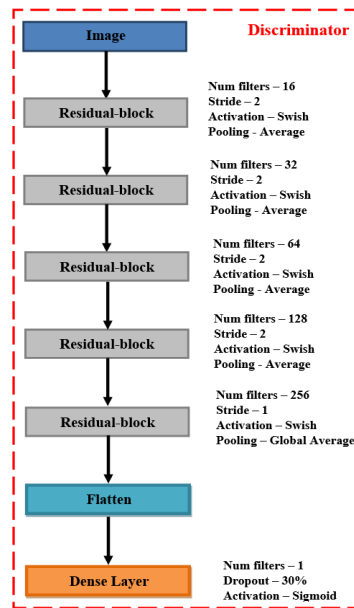 Image
Discriminator
Num filters – 16
Stride – 2
Activation – Swish
Pooling - Average
Residual-block
Num filters – 32
Stride – 2
Activation – Swish
Pooling - Average
Residual-block
Num filters – 64
Stride – 2
Activation – Swish
Pooling - Average
Residual-block
Num filters – 128
Stride – 2
Activation – Swish
Pooling - Average
Residual-block
Num filters – 256
Stride – 1
Activation – Swish
Pooling – Global Average
Residual-block
Flatten
Num filters – 1
Dropout – 30%
Activation – Sigmoid
Dense Layer